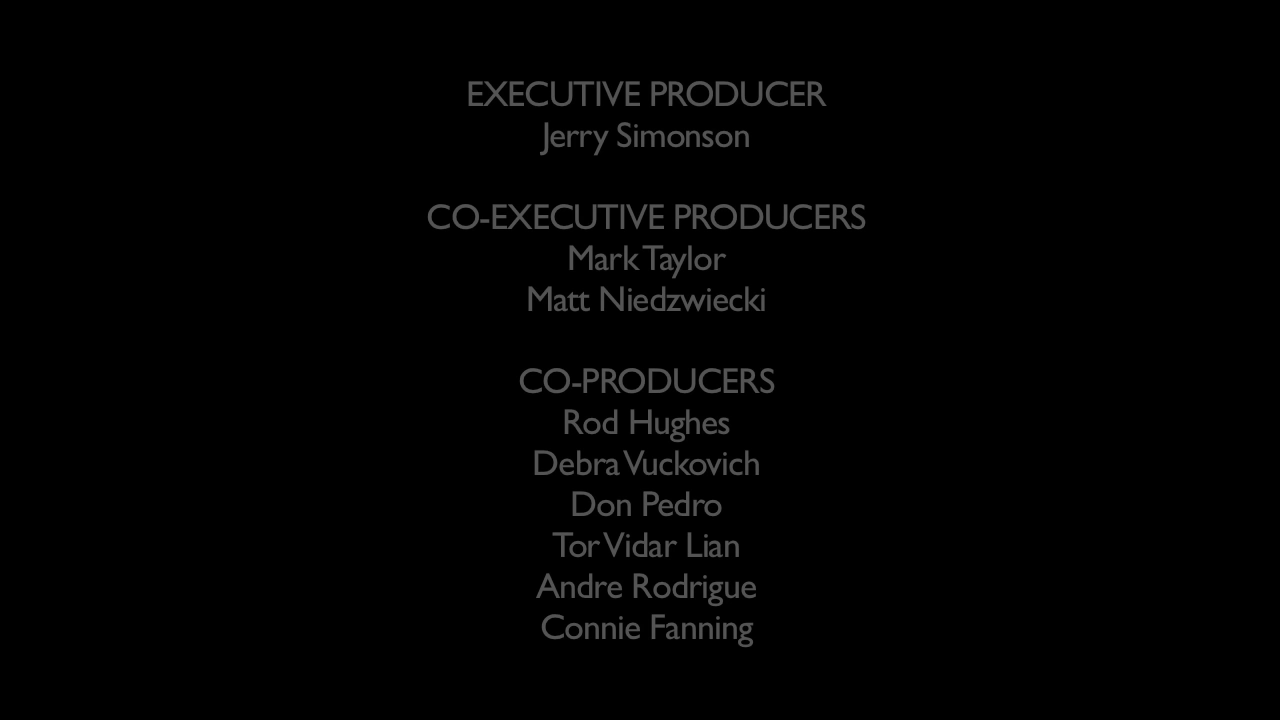 EXECUTIVE PRODUCER
Jerry Simonson
CO-EXECUTIVE PRODUCERS
Mark Taylor
Matt Niedzwiecki
CO-PRODUCERS
Rod Hughes
Debra Vuckovich
Don Pedro
Tor Vidar Lian
Andre Rodrigue
Connie Fanning